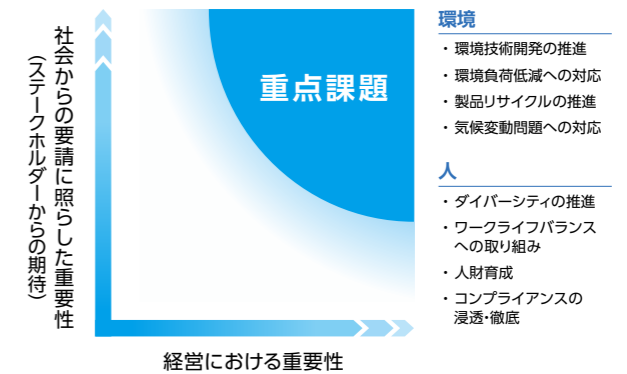 社会からの要請に照らした重要性
（ステークホルダーからの期待）
重点課題
経営における重要性
環境
・環境技術開発の推進
・環境負荷低減への対応
・製品リサイクルの推進
・気候変動問題への対応
人
・ダイバーシティの推進
・ワークライフバランス
への取り組み
・人財育成
・コンプライアンスの
浸透・徹底